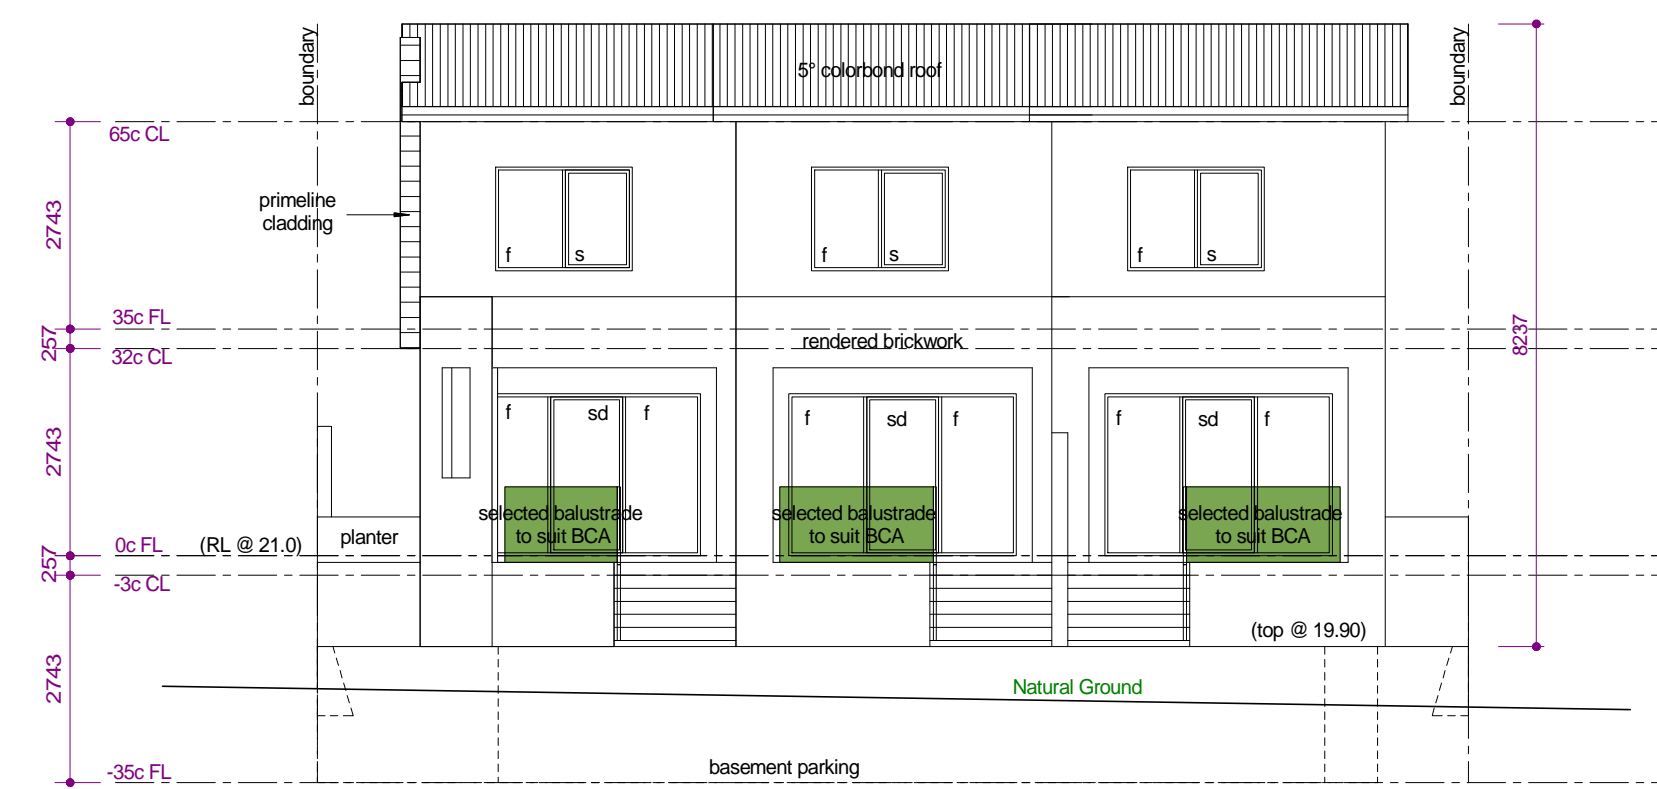 boundary
boundary
5° colorbond roof
65c CL
primeline
cladding
2743
f
s
f
s
f
s
35c FL
257
32c CL
rendered brickwork
8237
f
sd
f
f
sd
f
f
sd
f
2743
selected balustrade
to suit BCA
selected balustrade
to suit BCA
selected balustrade
to suit BCA
planter
0c FL
(RL @ 21.0)
257
-3c CL
(top @ 19.90)
2743
Natural Ground
basement parking
-35c FL